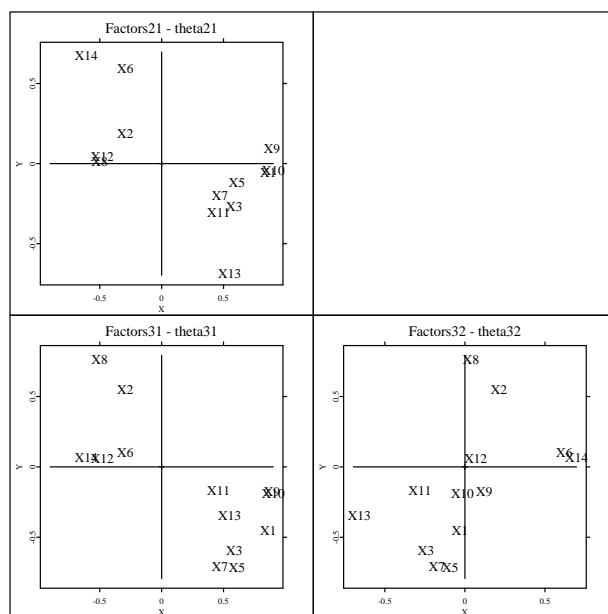 Factors21 - theta21
X14
X6
0.5
X2
X9
X12
X8
Y
0
X10
X1
X5
X7
X3
X11
-0.5
X13
-0.5
0
0.5
X
Factors31 - theta31
X8
X2
0.5
X6
X14
X12
Y
0
X11
X9
X10
X13
X1
-0.5
X3
X7
X5
-0.5
0
0.5
X
Factors32 - theta32
X8
X2
0.5
X6
X14
X12
Y
0
X11
X10
X9
X13
X1
-0.5
X3
X7
X5
-0.5
0
0.5
X